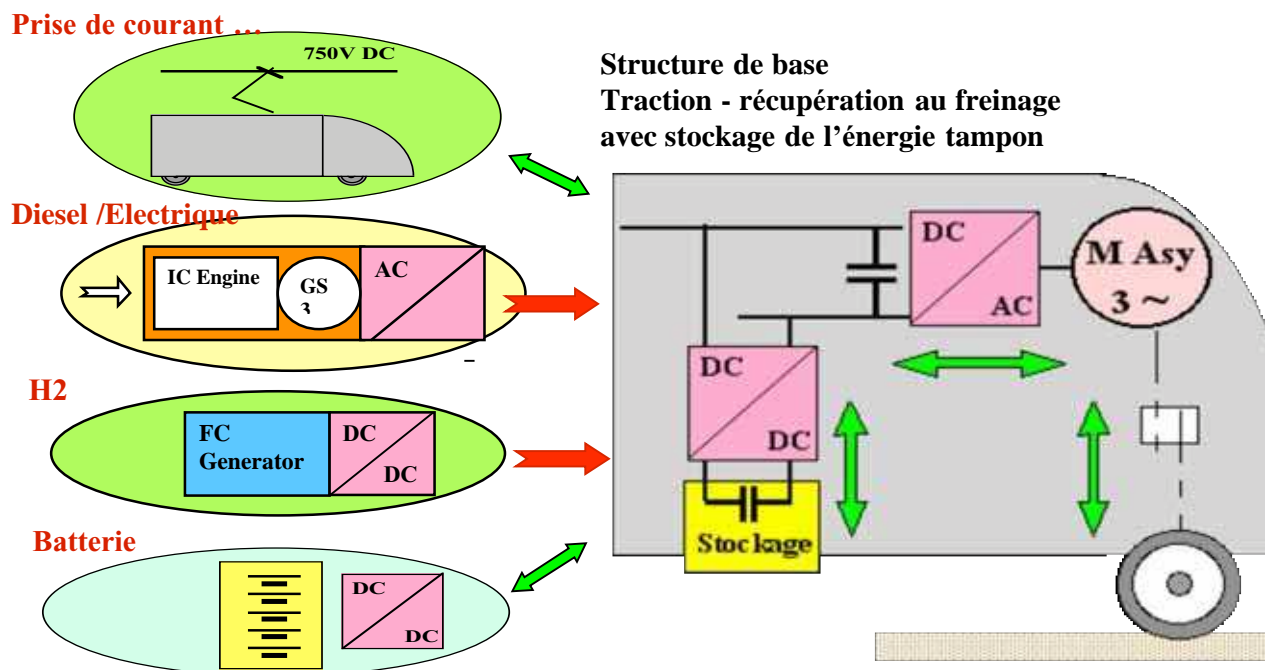 Prise de courant ...
750V DC
Structure de base
Traction - récupération au freinage
avec stockage de l'énergie tampon
Diesel /Electrique
IC Engine
GS
3
AC
DC
AC
M Asy
3 ~
DC
DC
Stockage
H2
FC
Generator
DC
DC
Batterie
DC
DC